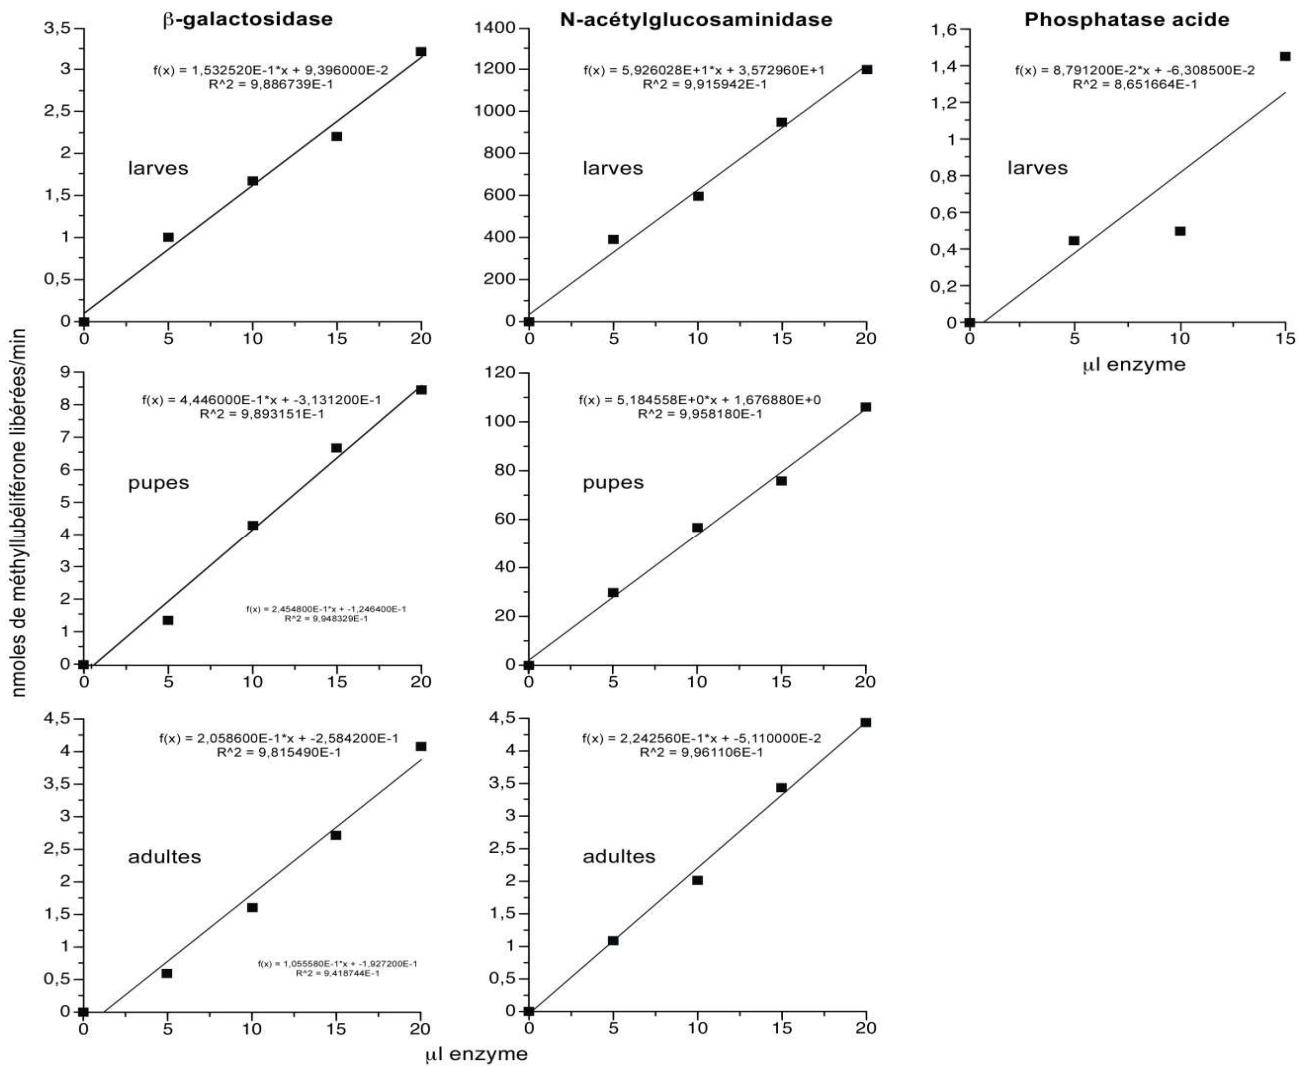 β-galactosidase
3,5
3
2,5
2
1,5
1
0,5
0
f(x) = 1,532520E-1*x + 9,396000E-2
R^2 = 9,886739E-1
larves
0 5 10 15 20
N-acétylglucosaminidase
1400
1200
1000
800
600
400
200
0
f(x) = 5,926028E+1*x + 3,572960E+1
R^2 = 9,915942E-1
larves
0 5 10 15 20
Phosphatase acide
1,6
1,4
1,2
1
0,8
0,6
0,4
0,2
0
f(x) = 8,791200E-2*x + -6,308500E-2
R^2 = 8,651664E-1
larves
0 5 10 15
μl enzyme
nmoles de méthyllubéliférone libérées/min
9
8
7
6
5
4
3
2
1
0
f(x) = 4,446000E-1*x + -3,131200E-1
R^2 = 9,893151E-1
pupes
f(x) = 2,454800E-1*x + -1,246400E-1
R^2 = 9,948329E-1
0 5 10 15 20
120
100
80
60
40
20
0
f(x) = 5,184558E+0*x + 1,676880E+0
R^2 = 9,958180E-1
pupes
0 5 10 15 20
4,5
4
3,5
3
2,5
2
1,5
1
0,5
0
f(x) = 2,058600E-1*x + -2,584200E-1
R^2 = 9,815490E-1
adultes
f(x) = 1,055580E-1*x + -1,927200E-1
R^2 = 9,418744E-1
0 5 10 15 20
4,5
4
3,5
3
2,5
2
1,5
1
0,5
0
f(x) = 2,242560E-1*x + -5,110000E-2
R^2 = 9,961106E-1
adultes
0 5 10 15 20
μl enzyme